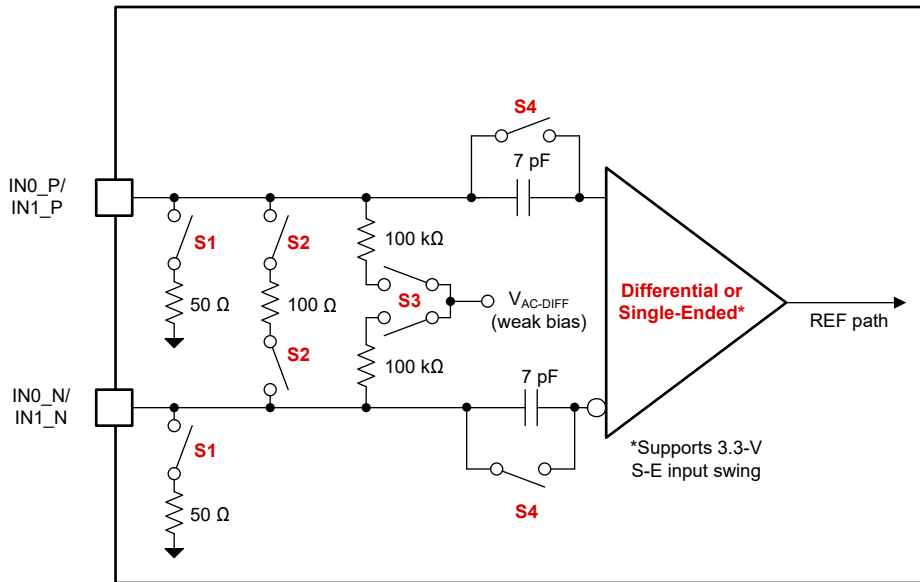 S4
7 pF
IN0_P/
IN1_P
S1
S2
100 kΩ
50 Ω
100 Ω
S3
V_AC-DIFF
(weak bias)
Differential or
Single-Ended*
REF path
S2
100 kΩ
7 pF
IN0_N/
IN1_N
S1
*Supports 3.3-V
S-E input swing
50 Ω
S4